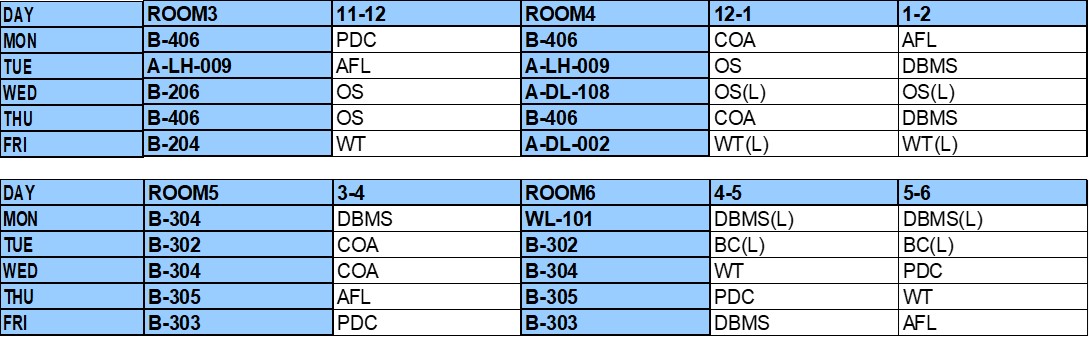 DAY ROOM3 11-12 ROOM4 12-1 1-2
MON B-406 PDC B-406 COA AFL
TUE A-LH-009 AFL A-LH-009 OS DBMS
WED B-206 OS A-DL-108 OS(L) OS(L)
THU B-406 OS B-406 COA DBMS
FRI B-204 WT A-DL-002 WT(L) WT(L)
DAY ROOM5 3-4 ROOM6 4-5 5-6
MON B-304 DBMS WL-101 DBMS(L) DBMS(L)
TUE B-302 COA B-302 BC(L) BC(L)
WED B-304 COA B-304 WT PDC
THU B-305 AFL B-305 PDC WT
FRI B-303 PDC B-303 DBMS AFL